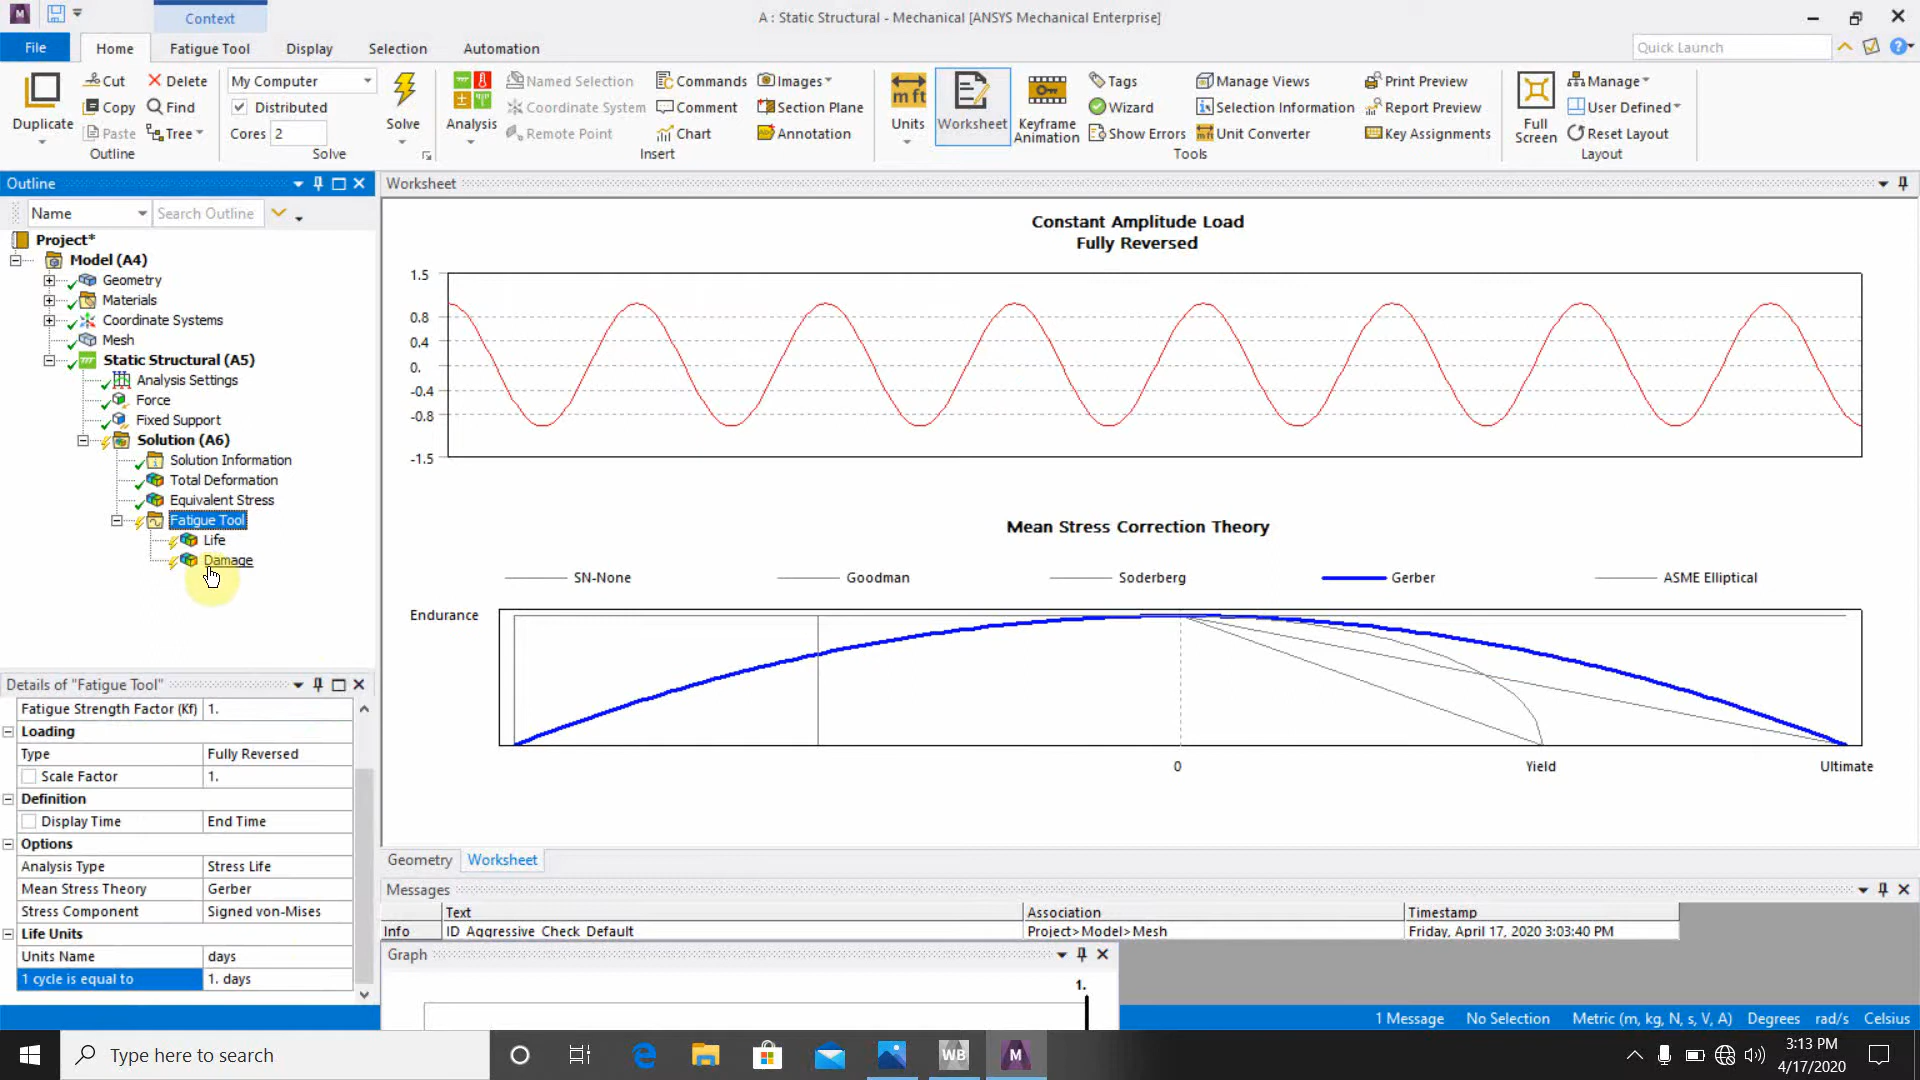 Context
A : Static Structural - Mechanical [ANSYS Mechanical Enterprise]
File
Home
Fatigue Tool
Display
Selection
Automation
Quick Launch
Duplicate
Cut
Copy
Paste
Delete
Find
Tree
Outline
My Computer
Distributed
Cores 2
Solve
Solve
Analysis
Named Selection
Coordinate System
Remote Point
Commands
Comment
Chart
Images
Section Plane
Annotation
Insert
Units
Worksheet
Keyframe
Animation
Tags
Wizard
Show Errors
Manage Views
Selection Information
Unit Converter
Print Preview
Report Preview
Key Assignments
Tools
Full
Screen
Manage
User Defined
Reset Layout
Layout
Outline
Name
Search Outline
Project*
Model (A4)
Geometry
Materials
Coordinate Systems
Mesh
Static Structural (A5)
Analysis Settings
Force
Fixed Support
Solution (A6)
Solution Information
Total Deformation
Equivalent Stress
Fatigue Tool
Life
Damage
Details of "Fatigue Tool"
Fatigue Strength Factor (Kf) 1.
Loading
Type Fully Reversed
Scale Factor 1.
Definition
Display Time End Time
Options
Analysis Type Stress Life
Mean Stress Theory Gerber
Stress Component Signed von-Mises
Life Units
Units Name days
1 cycle is equal to 1. days
Worksheet
Constant Amplitude Load
Fully Reversed
1.5
0.8
0.4
0.
-0.4
-0.8
-1.5
Mean Stress Correction Theory
SN-None Goodman Soderberg Gerber ASME Elliptical
Endurance
0 Yield Ultimate
Geometry Worksheet
Messages
Text Association Timestamp
Info ID_Aggressive_Check_Default Project>Model>Mesh Friday, April 17, 2020 3:03:40 PM
Graph
1.
1 Message No Selection Metric (m, kg, N, s, V, A) Degrees rad/s Celsius
Type here to search
WB
M
3:13 PM
4/17/2020